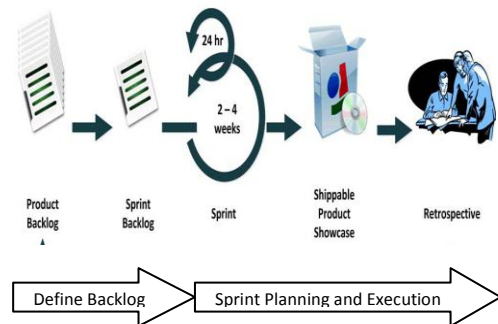 24 hr
2 – 4
weeks
Product
Backlog
Sprint
Backlog
Sprint
Shippable
Product
Showcase
Retrospective
Define Backlog
Sprint Planning and Execution